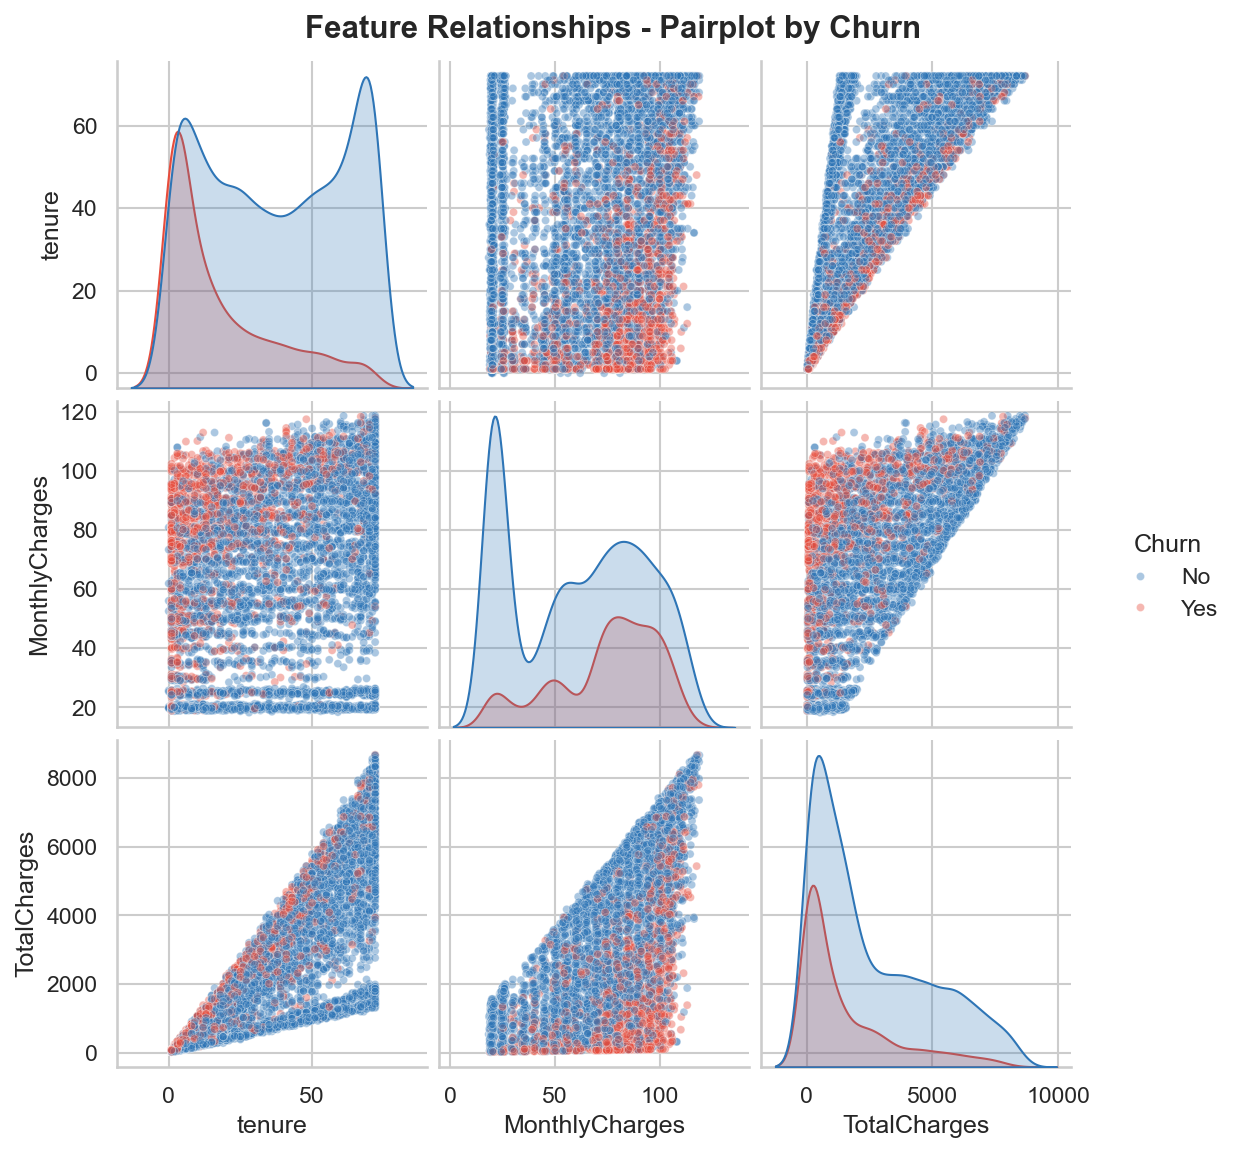 Feature Relationships - Pairplot by Churn
60
40
20
0
tenure
120
100
80
60
40
20
MonthlyCharges
Churn
No
Yes
8000
6000
4000
2000
0
TotalCharges
0 50
0 50 100
0 5000 10000
tenure
MonthlyCharges
TotalCharges